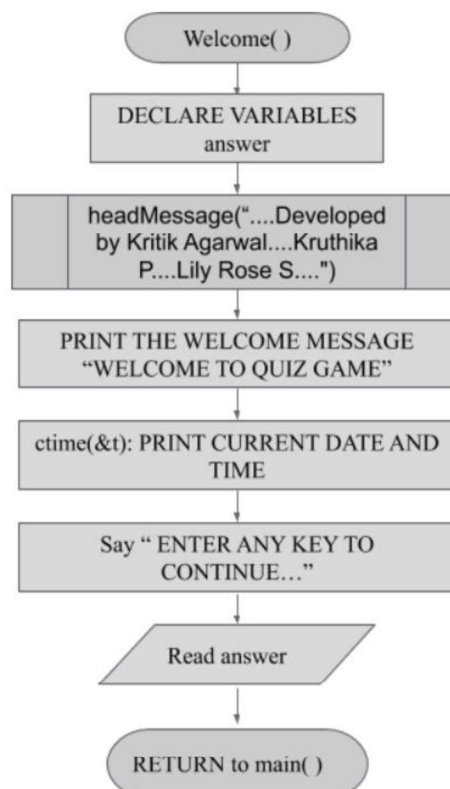 Welcome( )
DECLARE VARIABLES
answer
headMessage(“....Developed
by Kritik Agarwal....Kruthika
P....Lily Rose S....")
PRINT THE WELCOME MESSAGE
“WELCOME TO QUIZ GAME”
ctime(&t): PRINT CURRENT DATE AND
TIME
Say “ ENTER ANY KEY TO
CONTINUE…”
Read answer
RETURN to main( )